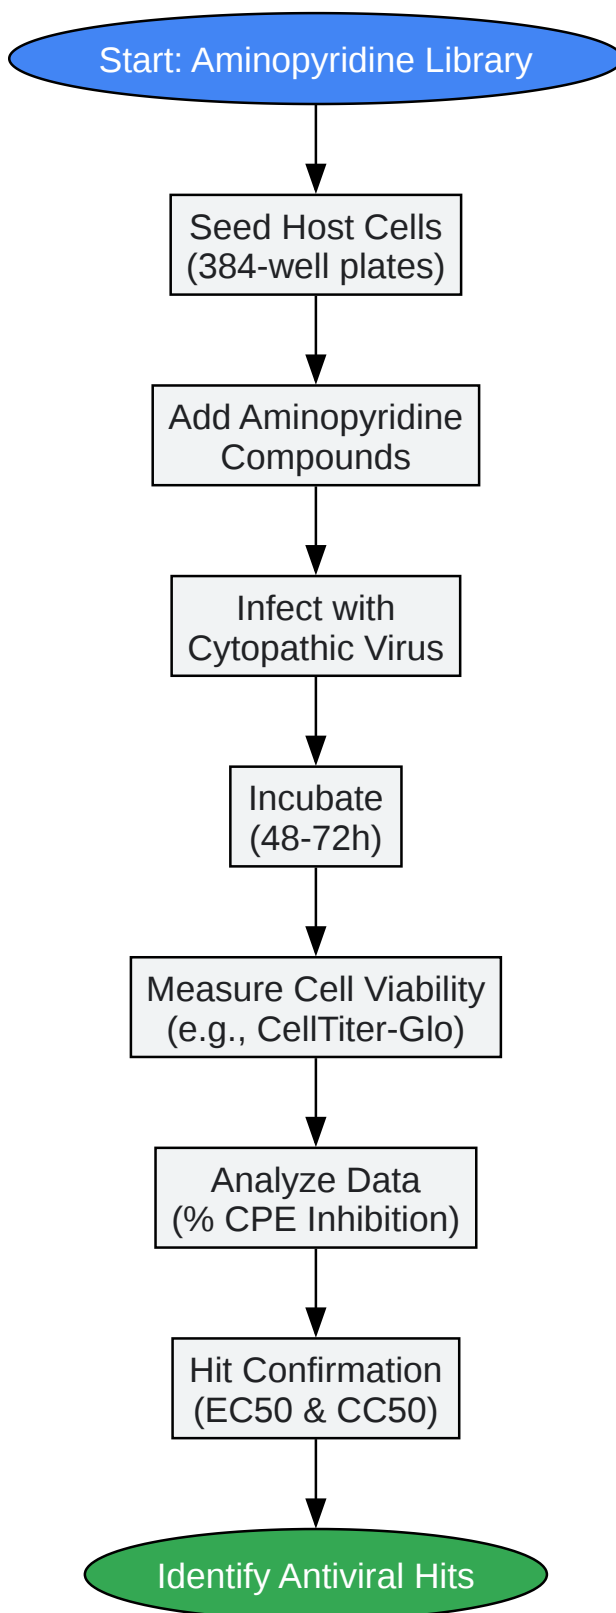 Start: Aminopyridine Library
Seed Host Cells
(384-well plates)
Add Aminopyridine
Compounds
Infect with
Cytopathic Virus
Incubate
(48-72h)
Measure Cell Viability
(e.g., CellTiter-Glo)
Analyze Data
(% CPE Inhibition)
Hit Confirmation
(EC50 & CC50)
Identify Antiviral Hits